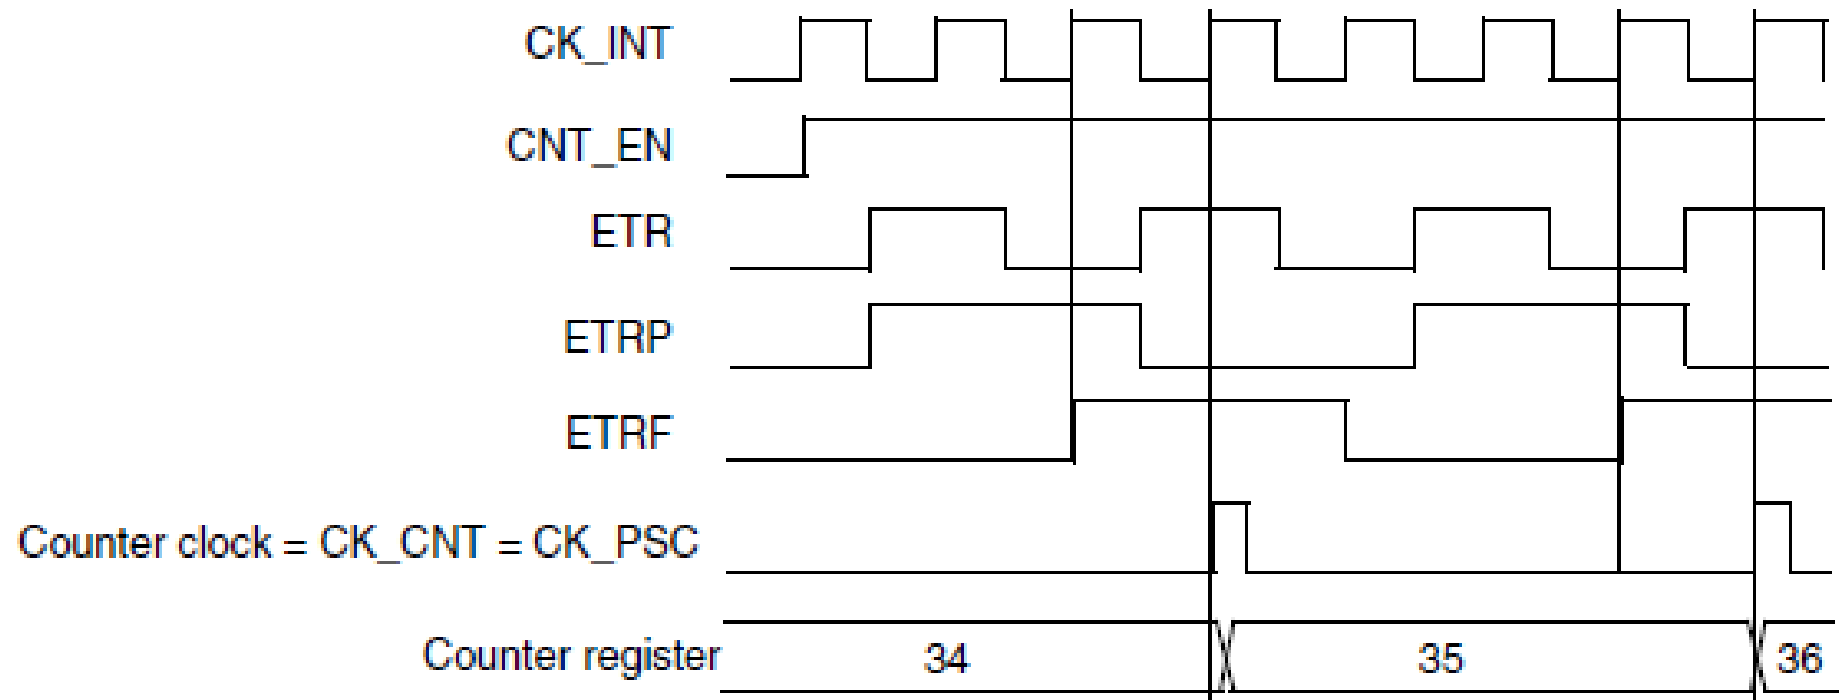 CK_INT
CNT_EN
ETR
ETRP
ETRF
Counter clock = CK_CNT = CK_PSC
Counter register 34 35 36